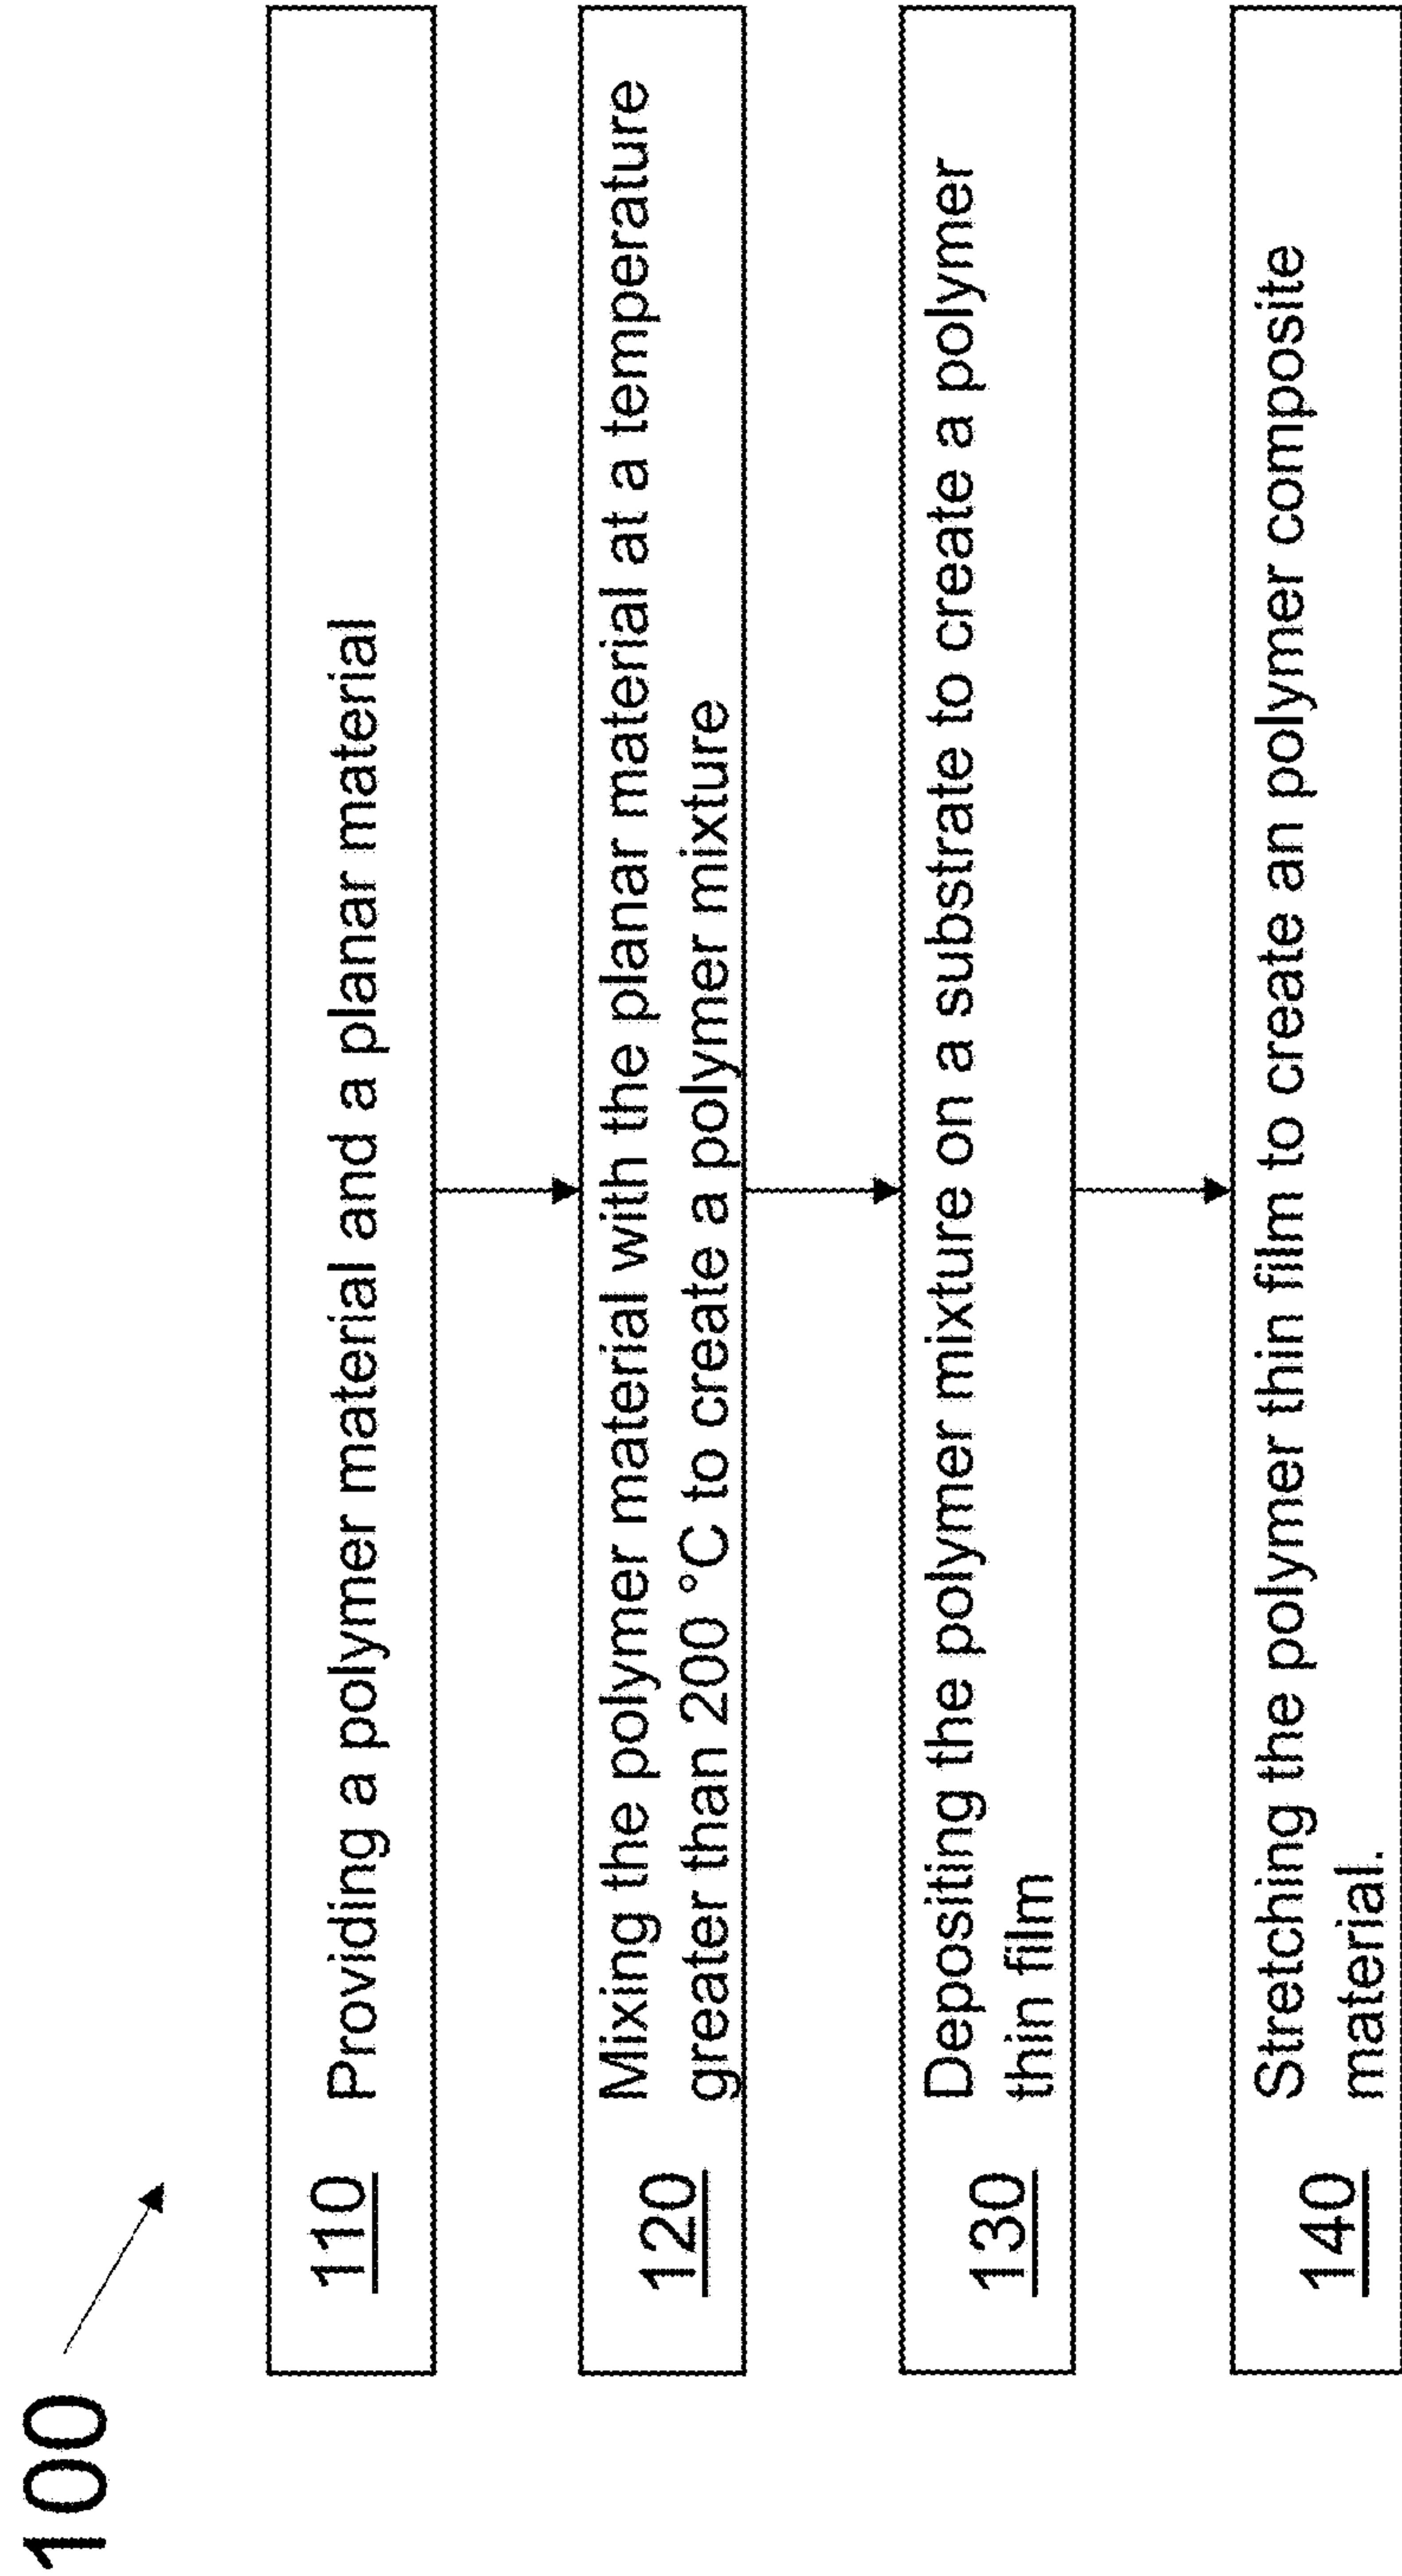 100
110 Providing a polymer material and a planar material
120 Mixing the polymer material with the planar material at a temperature
greater than 200 °C to create a polymer mixture
130 Depositing the polymer mixture on a substrate to create a polymer
thin film
140 Stretching the polymer thin film to create an polymer composite
material.